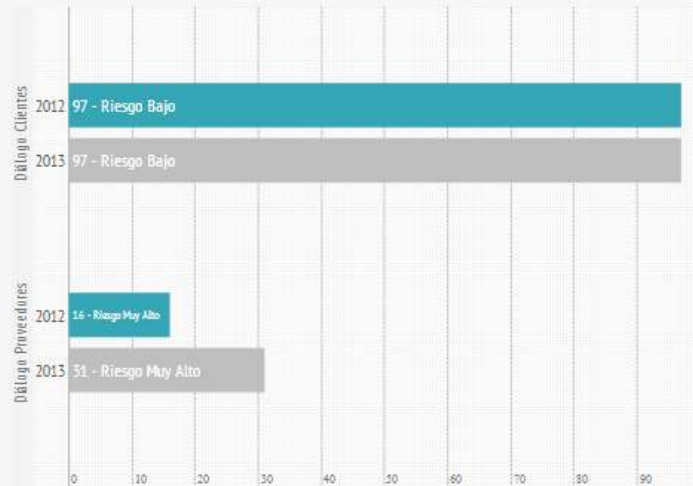 Diálogo Clientes
2012 97 - Riesgo Bajo
2013 97 - Riesgo Bajo
Diálogo Proveedores
2012 16 - Riesgo Muy Alto
2013 31 - Riesgo Muy Alto
0 10 20 30 40 50 60 70 80 90